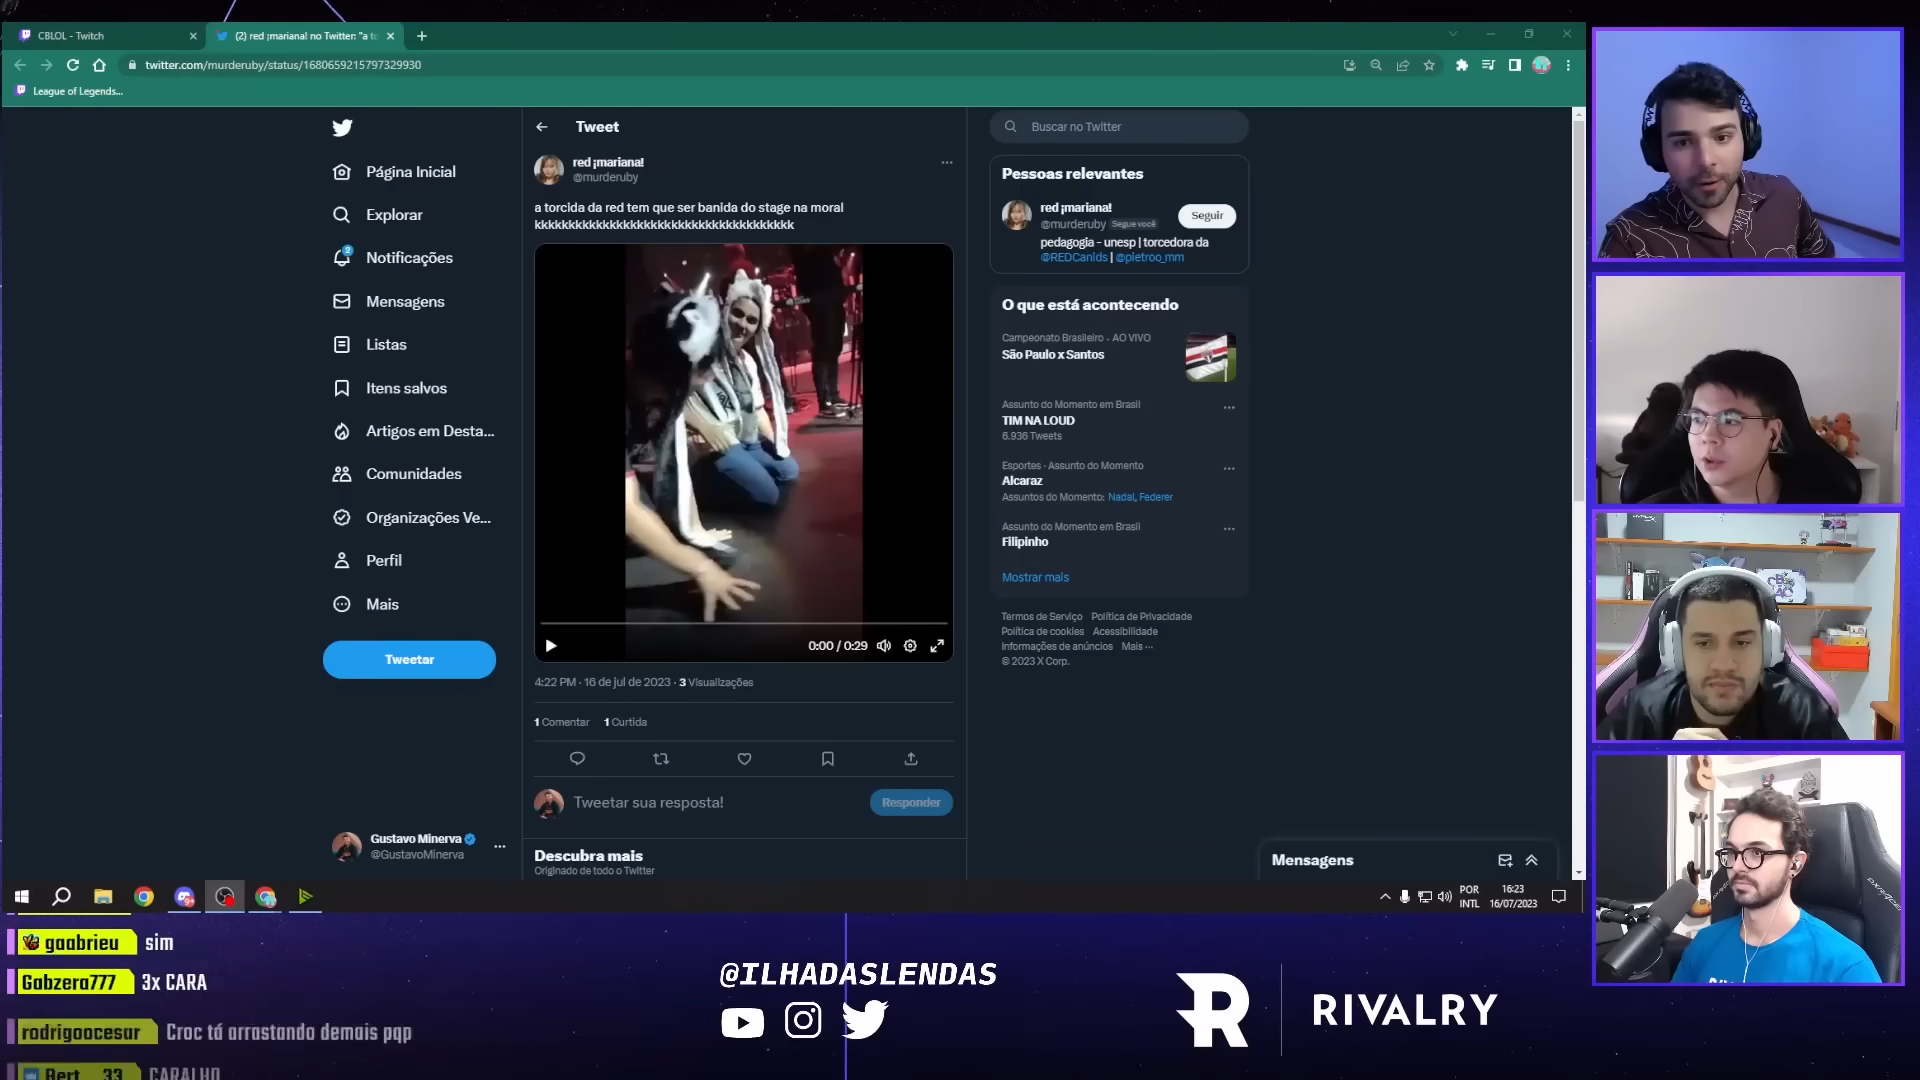 CBLOL - Twitch
(2) red ¡mariana! no Twitter: "a to
twitter.com/murderuby/status/1680659215797329930
League of Legends...
Página Inicial
Explorar
Notificações
Mensagens
Listas
Itens salvos
Artigos em Desta...
Comunidades
Organizações Ve...
Perfil
Mais
Tweetar
Gustavo Minerva
@GustavoMinerva
Tweet
red ¡mariana!
@murderuby
a torcida da red tem que ser banida do stage na moral
kkkkkkkkkkkkkkkkkkkkkkkkkkkkkkkkkkkkkk
0:00 / 0:29
4:22 PM · 16 de jul de 2023 · 3 Visualizações
1 Comentar 1 Curtida
Tweetar sua resposta!
Responder
Descubra mais
Originado de todo o Twitter
Buscar no Twitter
Pessoas relevantes
red ¡mariana!
@murderuby Segue você
Seguir
pedagogia - unesp | torcedora da
@REDCanids | @pietroo_mm
O que está acontecendo
Campeonato Brasileiro · AO VIVO
São Paulo x Santos
Assunto do Momento em Brasil
TIM NA LOUD
6.936 Tweets
Esportes · Assunto do Momento
Alcaraz
Assuntos do Momento: Nadal, Federer
Assunto do Momento em Brasil
Filipinho
Mostrar mais
Termos de Serviço Política de Privacidade
Política de cookies Acessibilidade
Informações de anúncios Mais ···
© 2023 X Corp.
Mensagens
POR
INTL
16:23
16/07/2023
gaabrieu sim
Gabzera777 3x CARA
rodrigoocesar Croc tá arrastando demais pqp
Bert_33 CARALHO
@ILHADASLENDAS
R RIVALRY